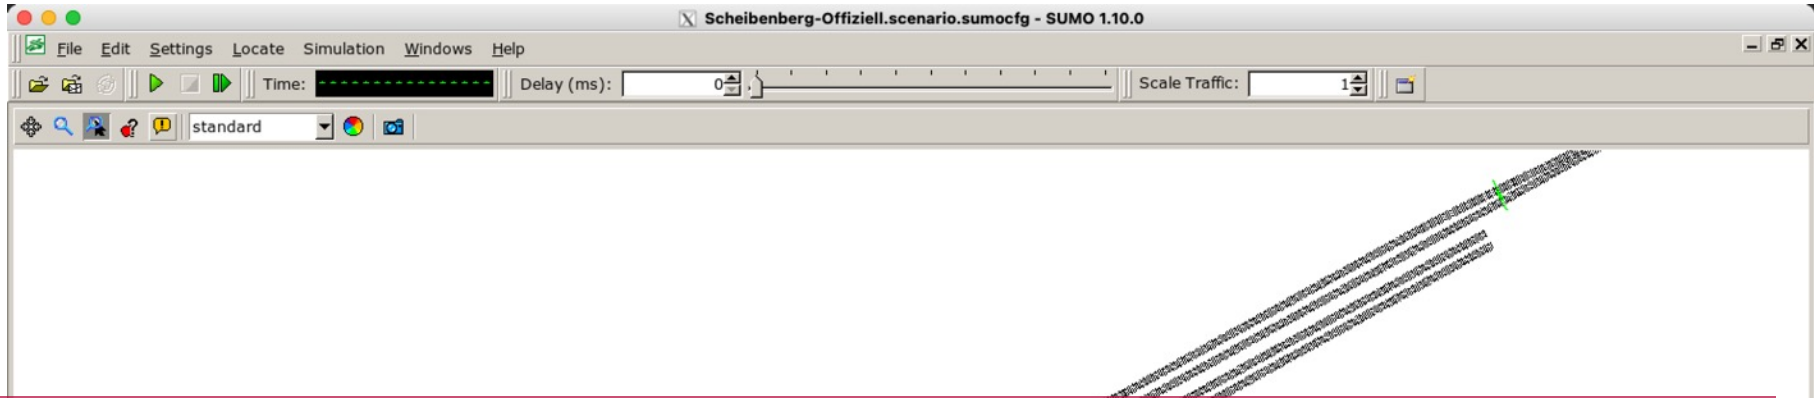 Scheibenberg-Offiziell.scenario.sumocfg - SUMO 1.10.0
File Edit Settings Locate Simulation Windows Help
Time: Delay (ms): 0 Scale Traffic: 1
standard